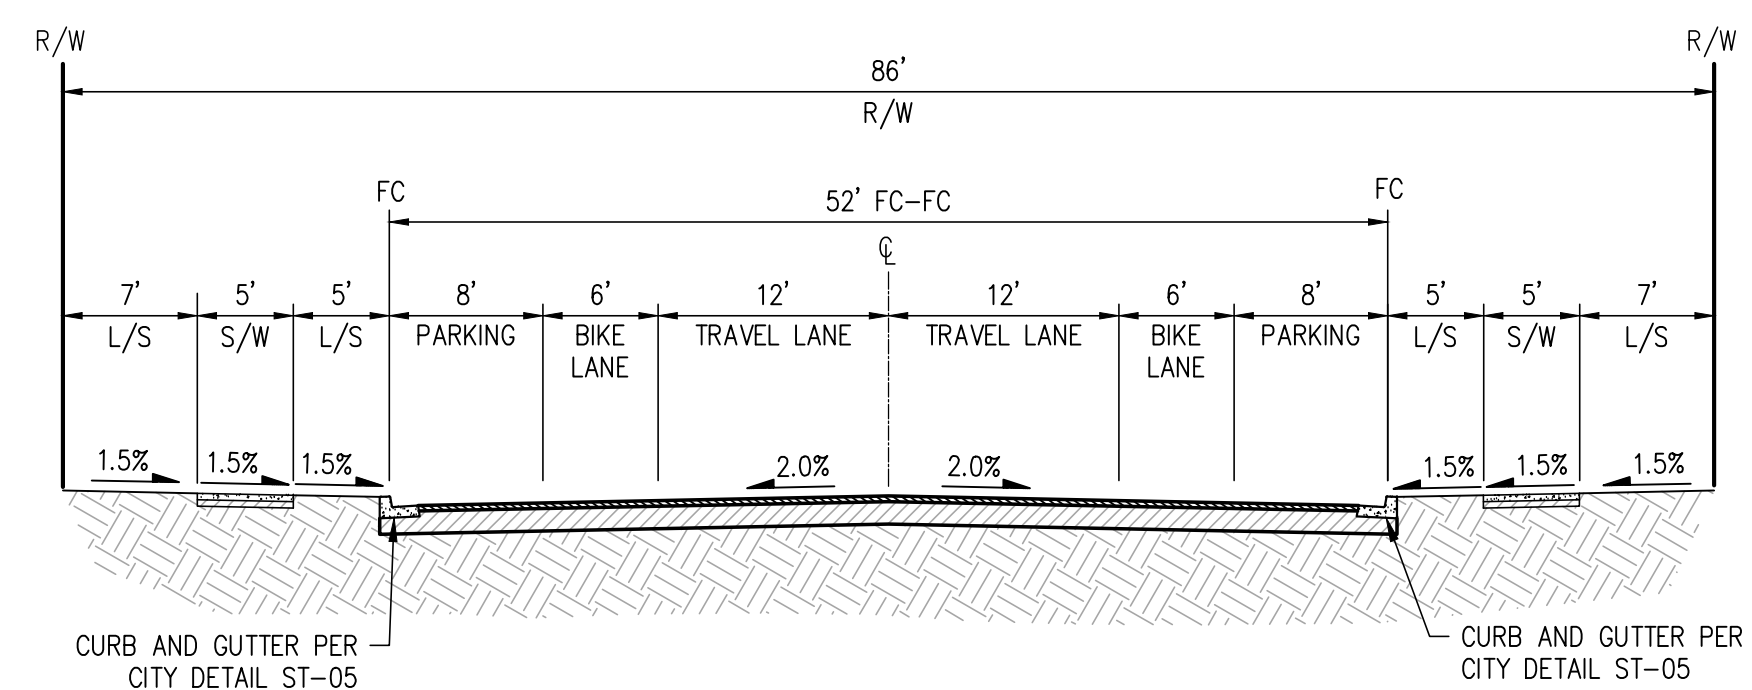 R/W
R/W
86'
R/W
FC
FC
52' FC-FC
℄
7' 5' 5' 8' 6' 12' 12' 6' 8' 5' 5' 7'
L/S S/W L/S PARKING BIKE TRAVEL LANE TRAVEL LANE BIKE PARKING L/S S/W L/S
LANE LANE
1.5% 1.5% 1.5% 2.0% 2.0% 1.5% 1.5% 1.5%
CURB AND GUTTER PER
CITY DETAIL ST-05
CURB AND GUTTER PER
CITY DETAIL ST-05